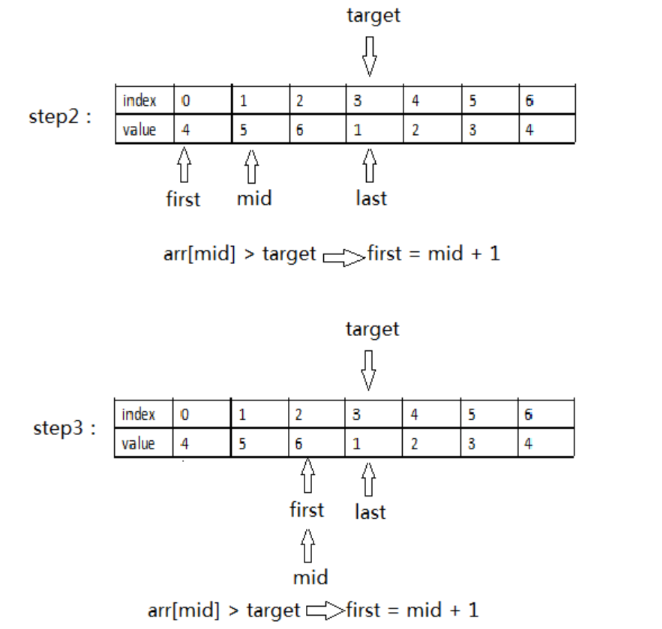 target
step2 :
index 0 1 2 3 4 5 6
value 4 5 6 1 2 3 4
first mid last
arr[mid] > target first = mid + 1
target
step3 :
index 0 1 2 3 4 5 6
value 4 5 6 1 2 3 4
first last
mid
arr[mid] > target first = mid + 1